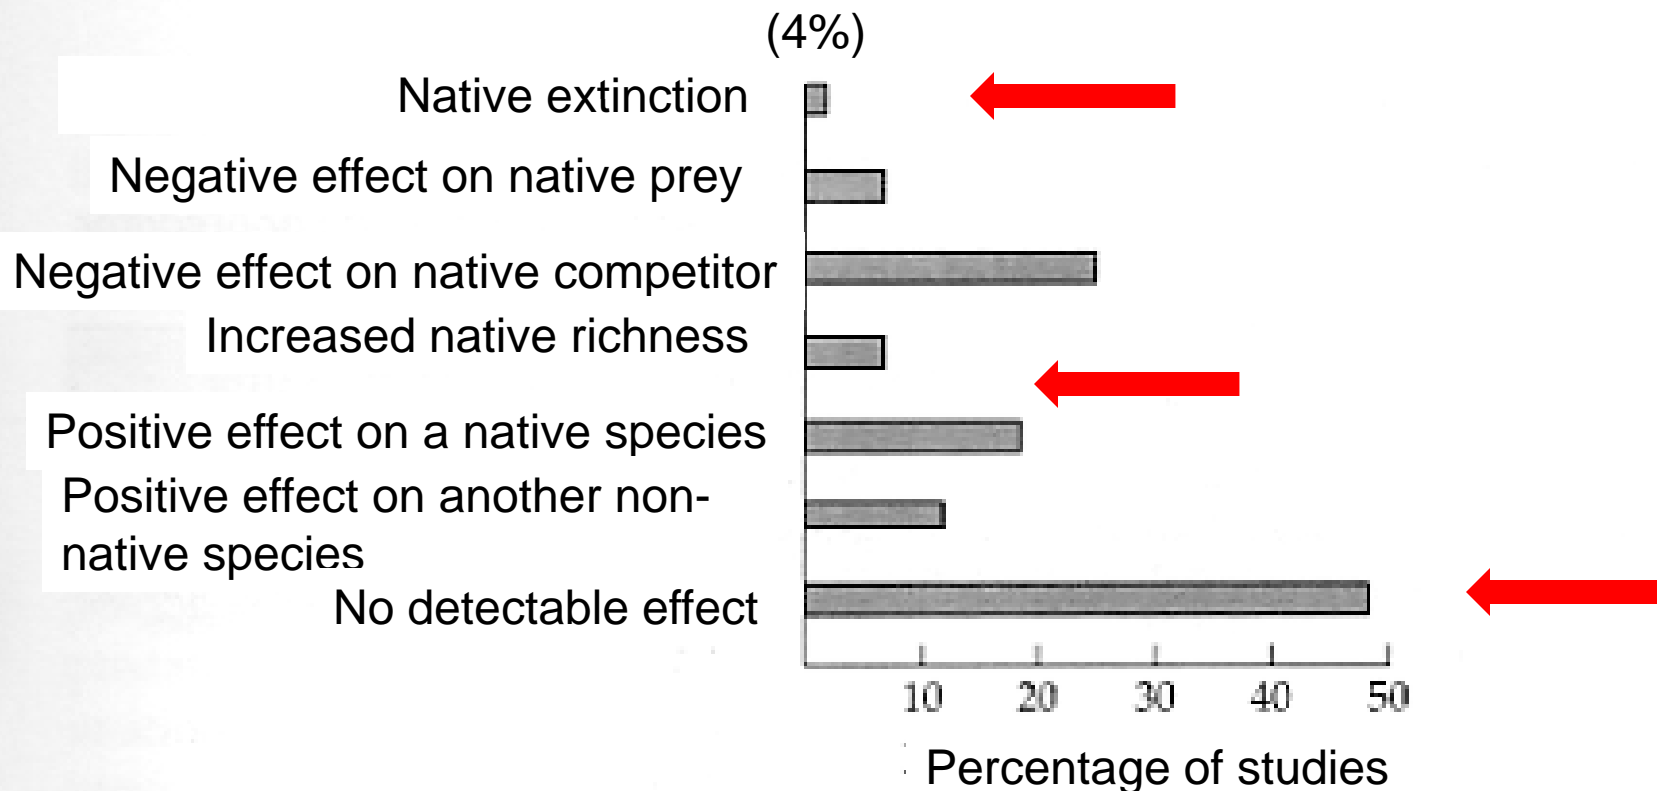 (4%)
Native extinction
Negative effect on native prey
Negative effect on native competitor
Increased native richness
Positive effect on a native species
Positive effect on another non-
native species
No detectable effect
10 20 30 40 50
Percentage of studies